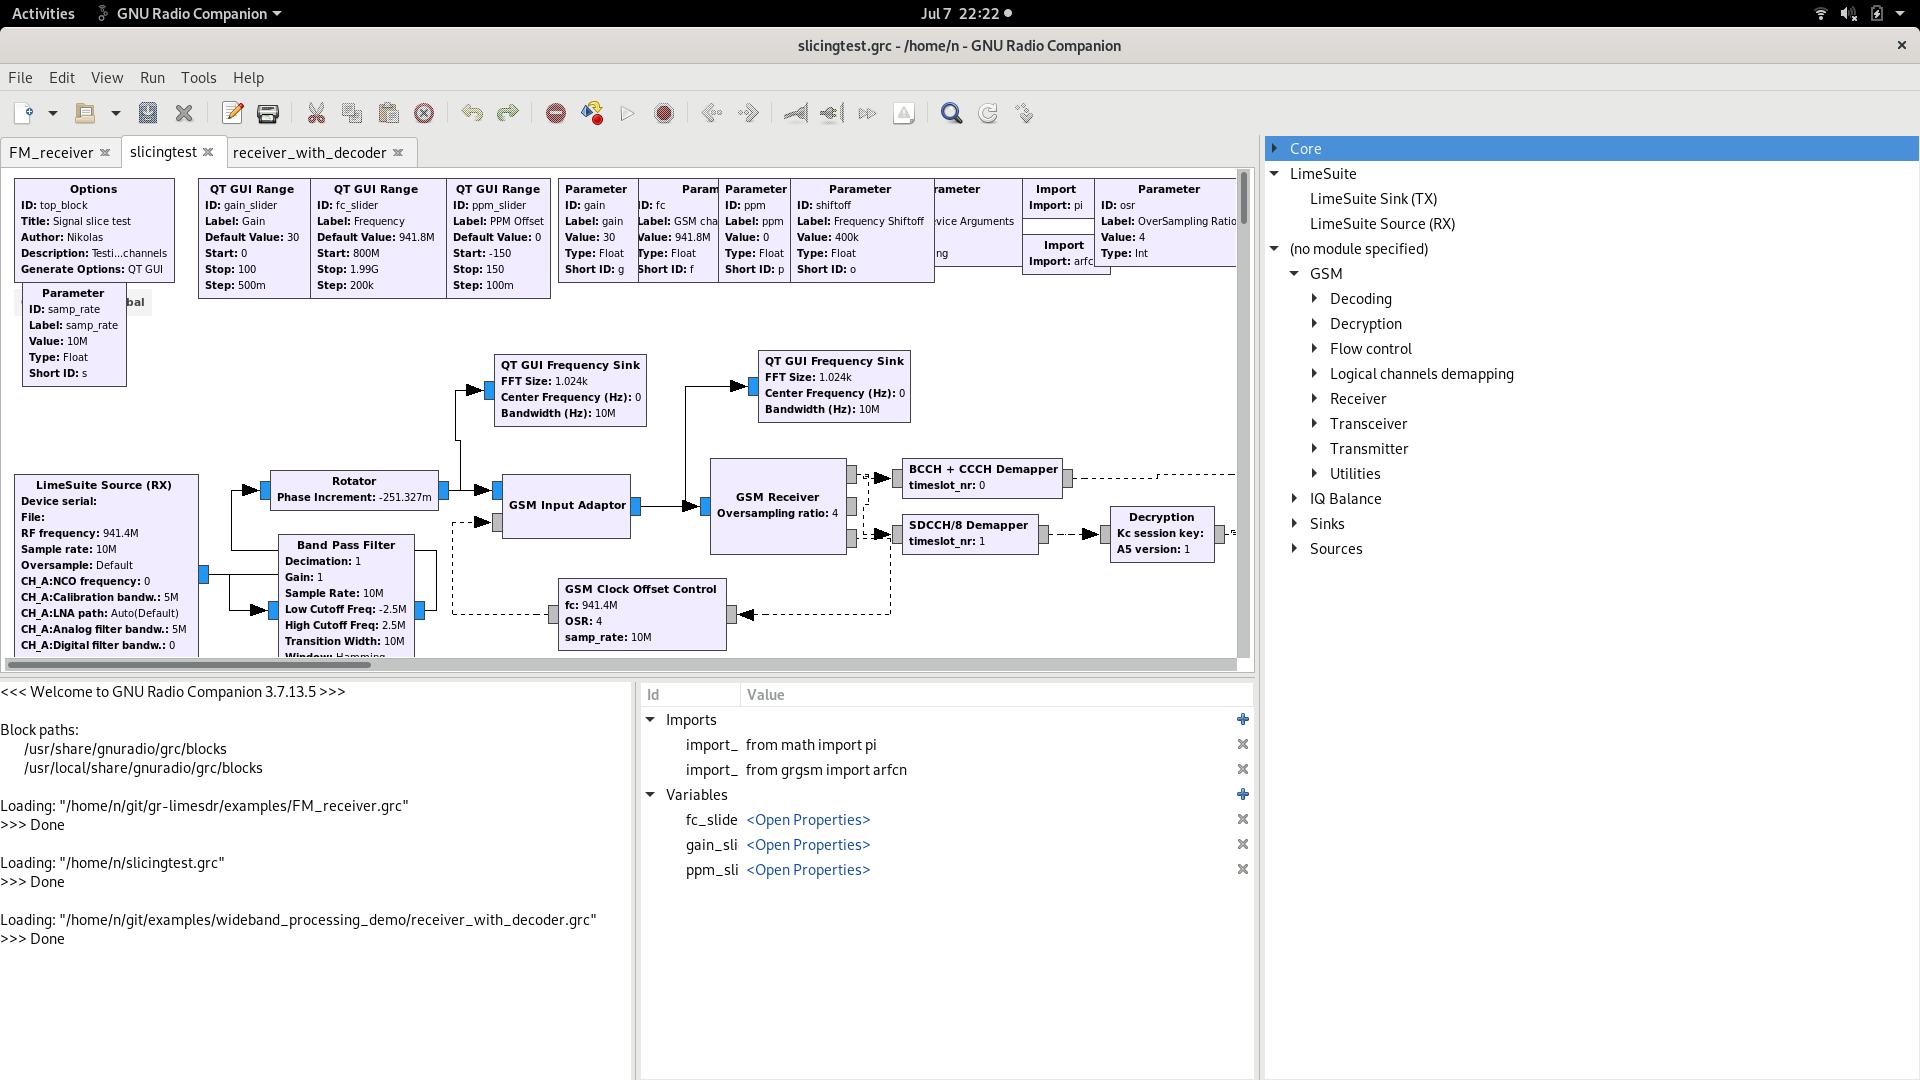 Activities GNU Radio Companion Jul 7 22:22
slicingtest.grc - /home/n - GNU Radio Companion
File Edit View Run Tools Help
FM_receiver slicingtest receiver_with_decoder
Options
ID: top_block
Title: Signal slice test
Author: Nikolas
Description: Testi...channels
Generate Options: QT GUI
bal
Parameter
ID: samp_rate
Label: samp_rate
Value: 10M
Type: Float
Short ID: s
QT GUI Range
ID: gain_slider
Label: Gain
Default Value: 30
Start: 0
Stop: 100
Step: 500m
QT GUI Range
ID: fc_slider
Label: Frequency
Default Value: 941.8M
Start: 800M
Stop: 1.99G
Step: 200k
QT GUI Range
ID: ppm_slider
Label: PPM Offset
Default Value: 0
Start: -150
Stop: 150
Step: 100m
Parameter
ID: gain
Label: gain
Value: 30
Type: Float
Short ID: g
Param
ID: fc
Label: GSM cha
Value: 941.8M
Type: Float
Short ID: f
Parameter
ID: ppm
Label: ppm
Value: 0
Type: Float
Short ID: p
Parameter
ID: shiftoff
Label: Frequency Shiftoff
Value: 400k
Type: Float
Short ID: o
rameter
vice Arguments
ng
Import
Import: pi
Import
Import: arfc
Parameter
ID: osr
Label: OverSampling Ratio
Value: 4
Type: Int
QT GUI Frequency Sink
FFT Size: 1.024k
Center Frequency (Hz): 0
Bandwidth (Hz): 10M
QT GUI Frequency Sink
FFT Size: 1.024k
Center Frequency (Hz): 0
Bandwidth (Hz): 10M
LimeSuite Source (RX)
Device serial:
File:
RF frequency: 941.4M
Sample rate: 10M
Oversample: Default
CH_A:NCO frequency: 0
CH_A:Calibration bandw.: 5M
CH_A:LNA path: Auto(Default)
CH_A:Analog filter bandw.: 5M
CH_A:Digital filter bandw.: 0
Rotator
Phase Increment: -251.327m
Band Pass Filter
Decimation: 1
Gain: 1
Sample Rate: 10M
Low Cutoff Freq: -2.5M
High Cutoff Freq: 2.5M
Transition Width: 10M
Window: Hamming
GSM Input Adaptor
GSM Receiver
Oversampling ratio: 4
GSM Clock Offset Control
fc: 941.4M
OSR: 4
samp_rate: 10M
BCCH + CCCH Demapper
timeslot_nr: 0
SDCCH/8 Demapper
timeslot_nr: 1
Decryption
Kc session key:
A5 version: 1
Core
LimeSuite
LimeSuite Sink (TX)
LimeSuite Source (RX)
(no module specified)
GSM
Decoding
Decryption
Flow control
Logical channels demapping
Receiver
Transceiver
Transmitter
Utilities
IQ Balance
Sinks
Sources
<<< Welcome to GNU Radio Companion 3.7.13.5 >>>
Block paths:
/usr/share/gnuradio/grc/blocks
/usr/local/share/gnuradio/grc/blocks
Loading: "/home/n/git/gr-limesdr/examples/FM_receiver.grc"
>>> Done
Loading: "/home/n/slicingtest.grc"
>>> Done
Loading: "/home/n/git/examples/wideband_processing_demo/receiver_with_decoder.grc"
>>> Done
Id Value
Imports
import_ from math import pi
import_ from grgsm import arfcn
Variables
fc_slide <Open Properties>
gain_sli <Open Properties>
ppm_sli <Open Properties>